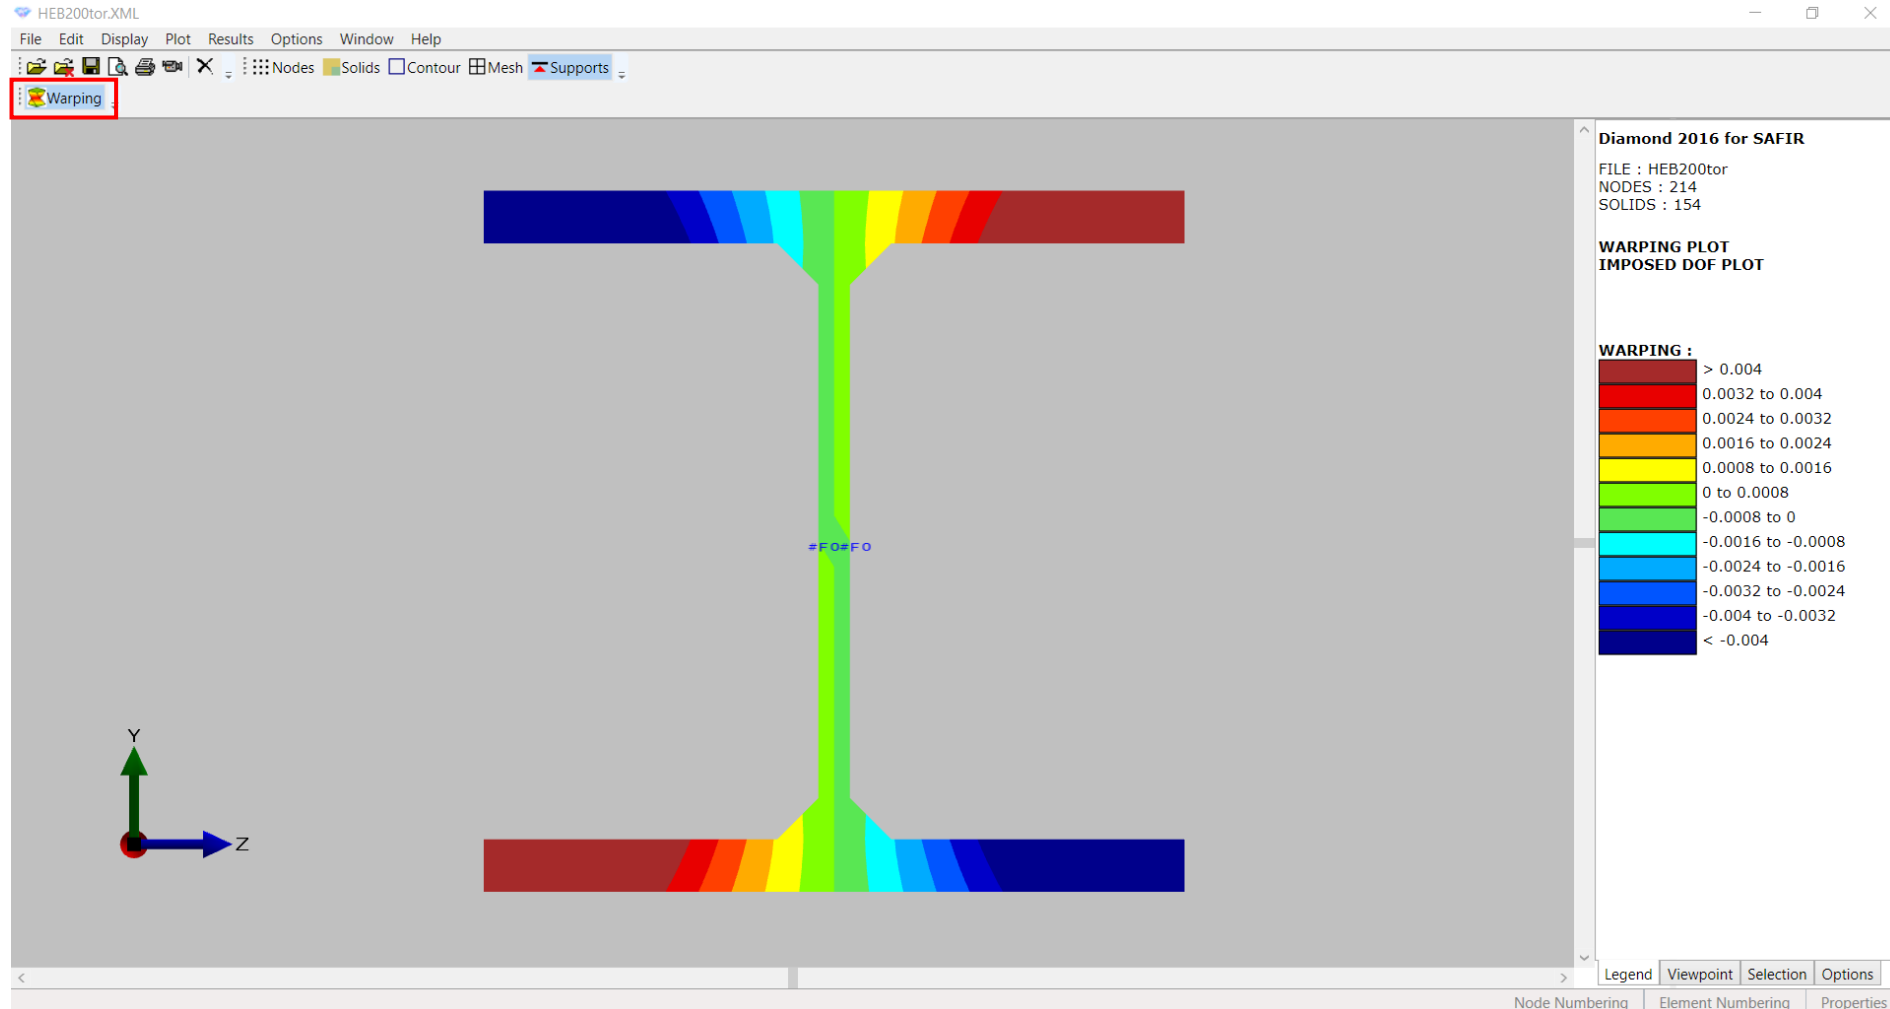 HEB200tor.XML
File Edit Display Plot Results Options Window Help
Nodes Solids Contour Mesh Supports
Warping
Diamond 2016 for SAFIR
FILE : HEB200tor
NODES : 214
SOLIDS : 154
WARPING PLOT
IMPOSED DOF PLOT
WARPING :
> 0.004
0.0032 to 0.004
0.0024 to 0.0032
0.0016 to 0.0024
0.0008 to 0.0016
0 to 0.0008
-0.0008 to 0
-0.0016 to -0.0008
-0.0024 to -0.0016
-0.0032 to -0.0024
-0.004 to -0.0032
< -0.004
#F0#F0
Y
Z
Legend Viewpoint Selection Options
Node Numbering Element Numbering Properties